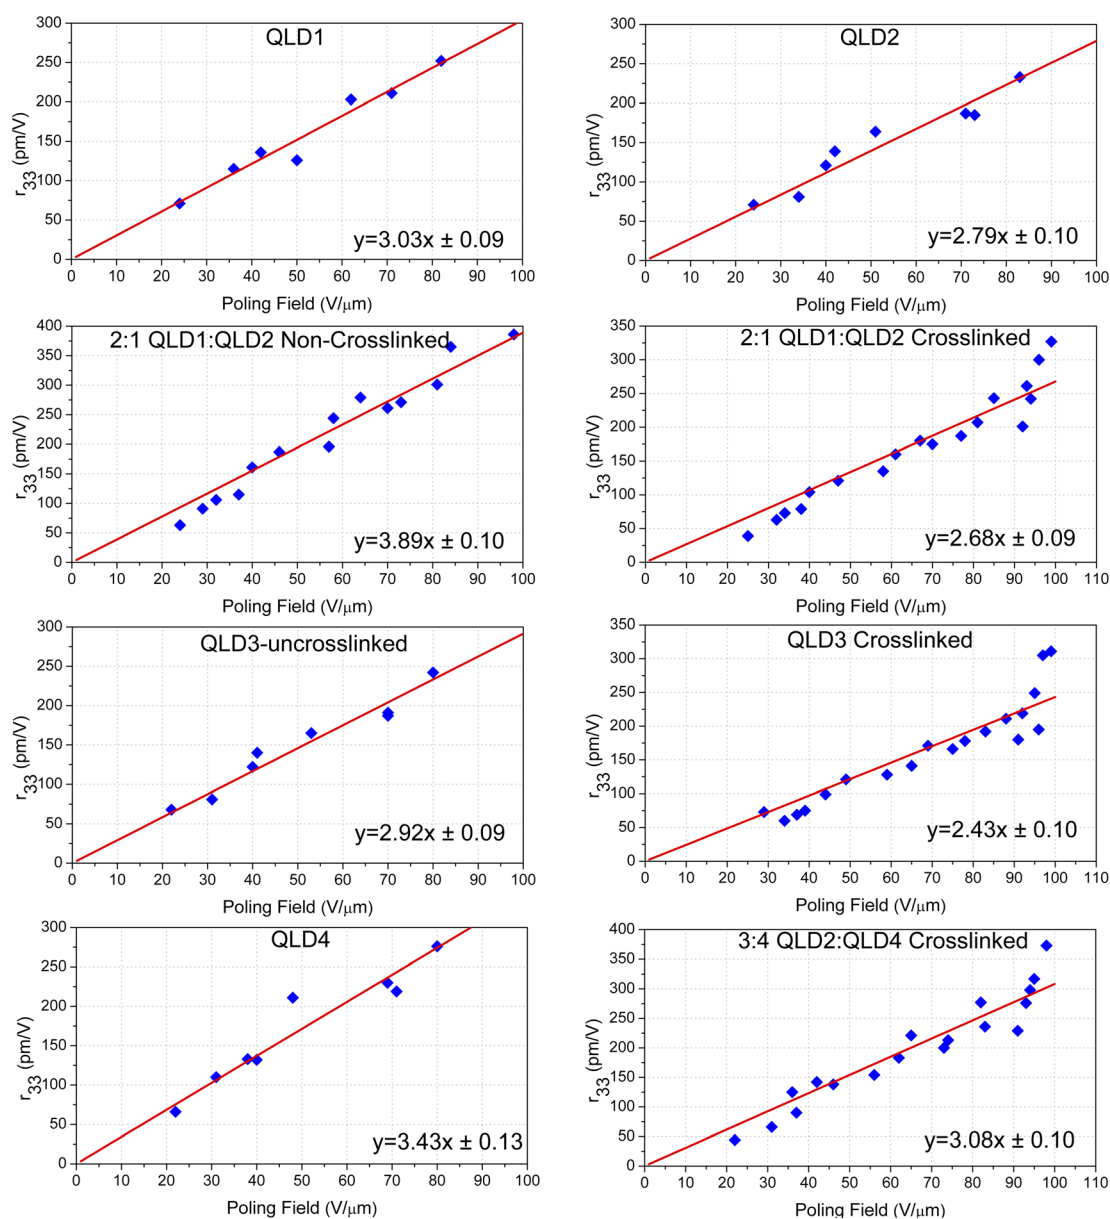 QLD1
300
250
200
150
100
50
0
r33 (pm/V)
y=3.03x ± 0.09
0 10 20 30 40 50 60 70 80 90 100
Poling Field (V/μm)
QLD2
300
250
200
150
100
50
0
r33 (pm/V)
y=2.79x ± 0.10
0 10 20 30 40 50 60 70 80 90 100
Poling Field (V/μm)
2:1 QLD1:QLD2 Non-Crosslinked
400
350
300
250
200
150
100
50
0
r33 (pm/V)
y=3.89x ± 0.10
0 10 20 30 40 50 60 70 80 90 100
Poling Field (V/μm)
2:1 QLD1:QLD2 Crosslinked
350
300
250
200
150
100
50
0
r33 (pm/V)
y=2.68x ± 0.09
0 10 20 30 40 50 60 70 80 90 100 110
Poling Field (V/μm)
QLD3-uncrosslinked
300
250
200
150
100
50
0
r33 (pm/V)
y=2.92x ± 0.09
0 10 20 30 40 50 60 70 80 90 100
Poling Field (V/μm)
QLD3 Crosslinked
350
300
250
200
150
100
50
0
r33 (pm/V)
y=2.43x ± 0.10
0 10 20 30 40 50 60 70 80 90 100 110
Poling Field (V/μm)
QLD4
300
250
200
150
100
50
0
r33 (pm/V)
y=3.43x ± 0.13
0 10 20 30 40 50 60 70 80 90 100
Poling Field (V/μm)
3:4 QLD2:QLD4 Crosslinked
400
350
300
250
200
150
100
50
0
r33 (pm/V)
y=3.08x ± 0.10
0 10 20 30 40 50 60 70 80 90 100 110
Poling Field (V/μm)